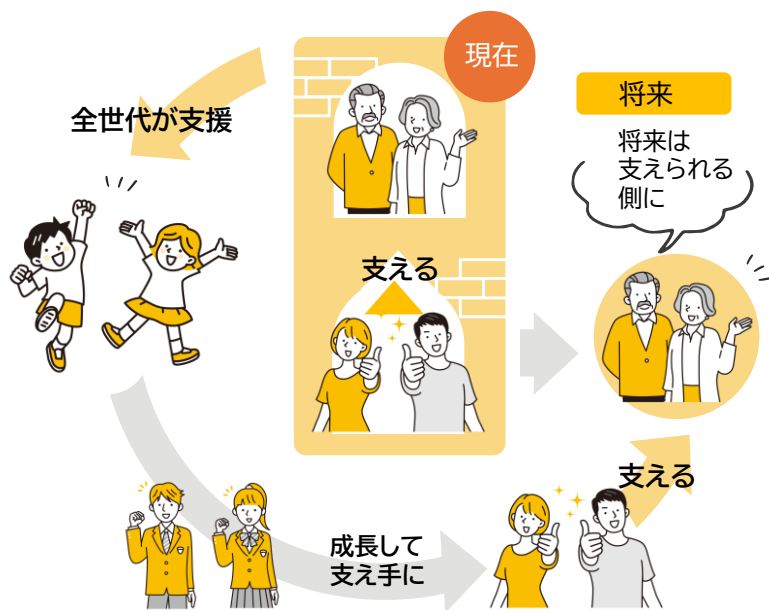 現在
全世代が支援
将来
将来は
支えられる
側に
支える
支える
成長して
支え手に